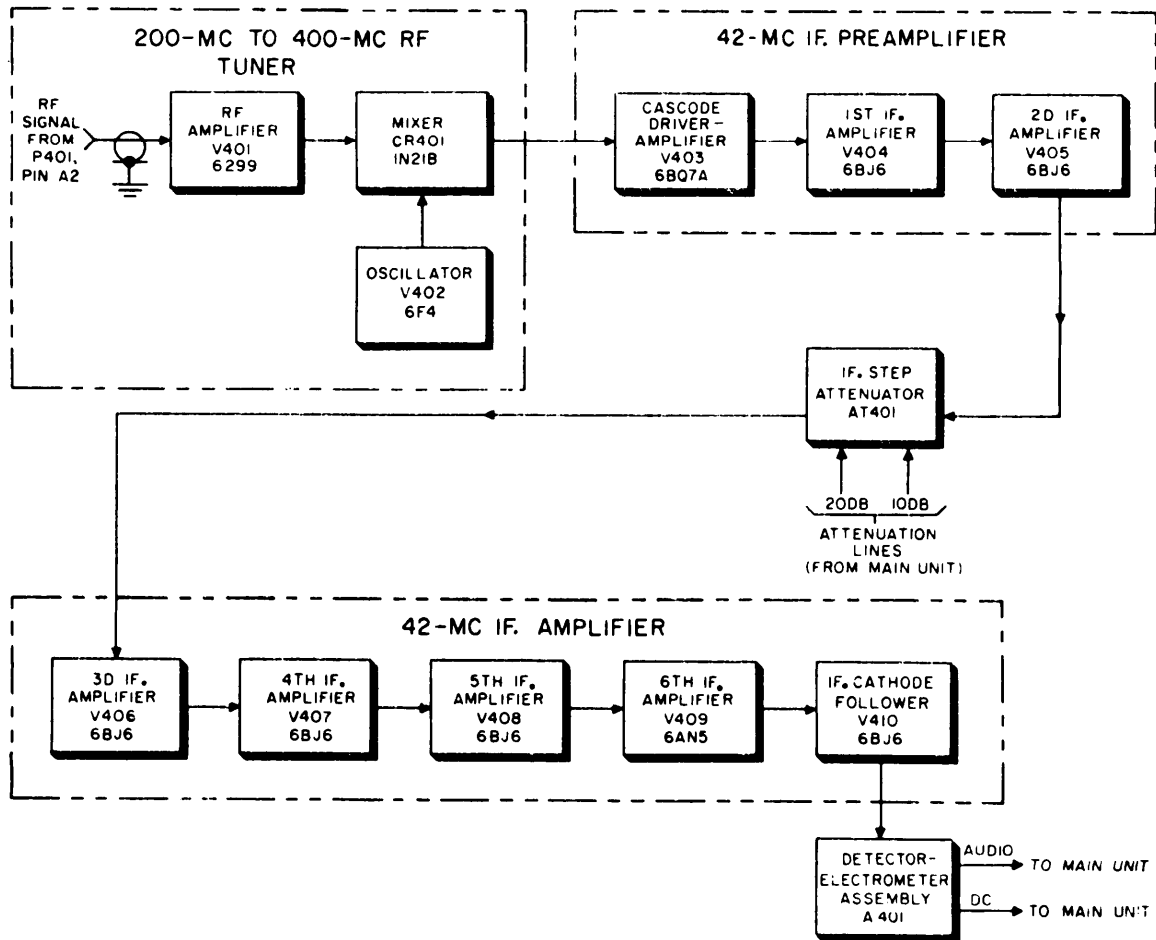 200-MC TO 400-MC RF
TUNER
RF
SIGNAL
FROM
P401,
PIN A2
RF
AMPLIFIER
V401
6299
MIXER
CR401
1N21B
OSCILLATOR
V402
6F4
42-MC IF. PREAMPLIFIER
CASCODE
DRIVER-
AMPLIFIER
V403
6BQ7A
1ST IF.
AMPLIFIER
V404
6BJ6
2D IF.
AMPLIFIER
V405
6BJ6
IF. STEP
ATTENUATOR
AT401
20DB 10DB
ATTENUATION
LINES
(FROM MAIN UNIT)
42-MC IF. AMPLIFIER
3D IF.
AMPLIFIER
V406
6BJ6
4TH IF.
AMPLIFIER
V407
6BJ6
5TH IF.
AMPLIFIER
V408
6BJ6
6TH IF.
AMPLIFIER
V409
6AN5
IF. CATHODE
FOLLOWER
V410
6BJ6
DETECTOR-
ELECTROMETER
ASSEMBLY
A401
AUDIO
TO MAIN UNIT
DC
TO MAIN UNIT